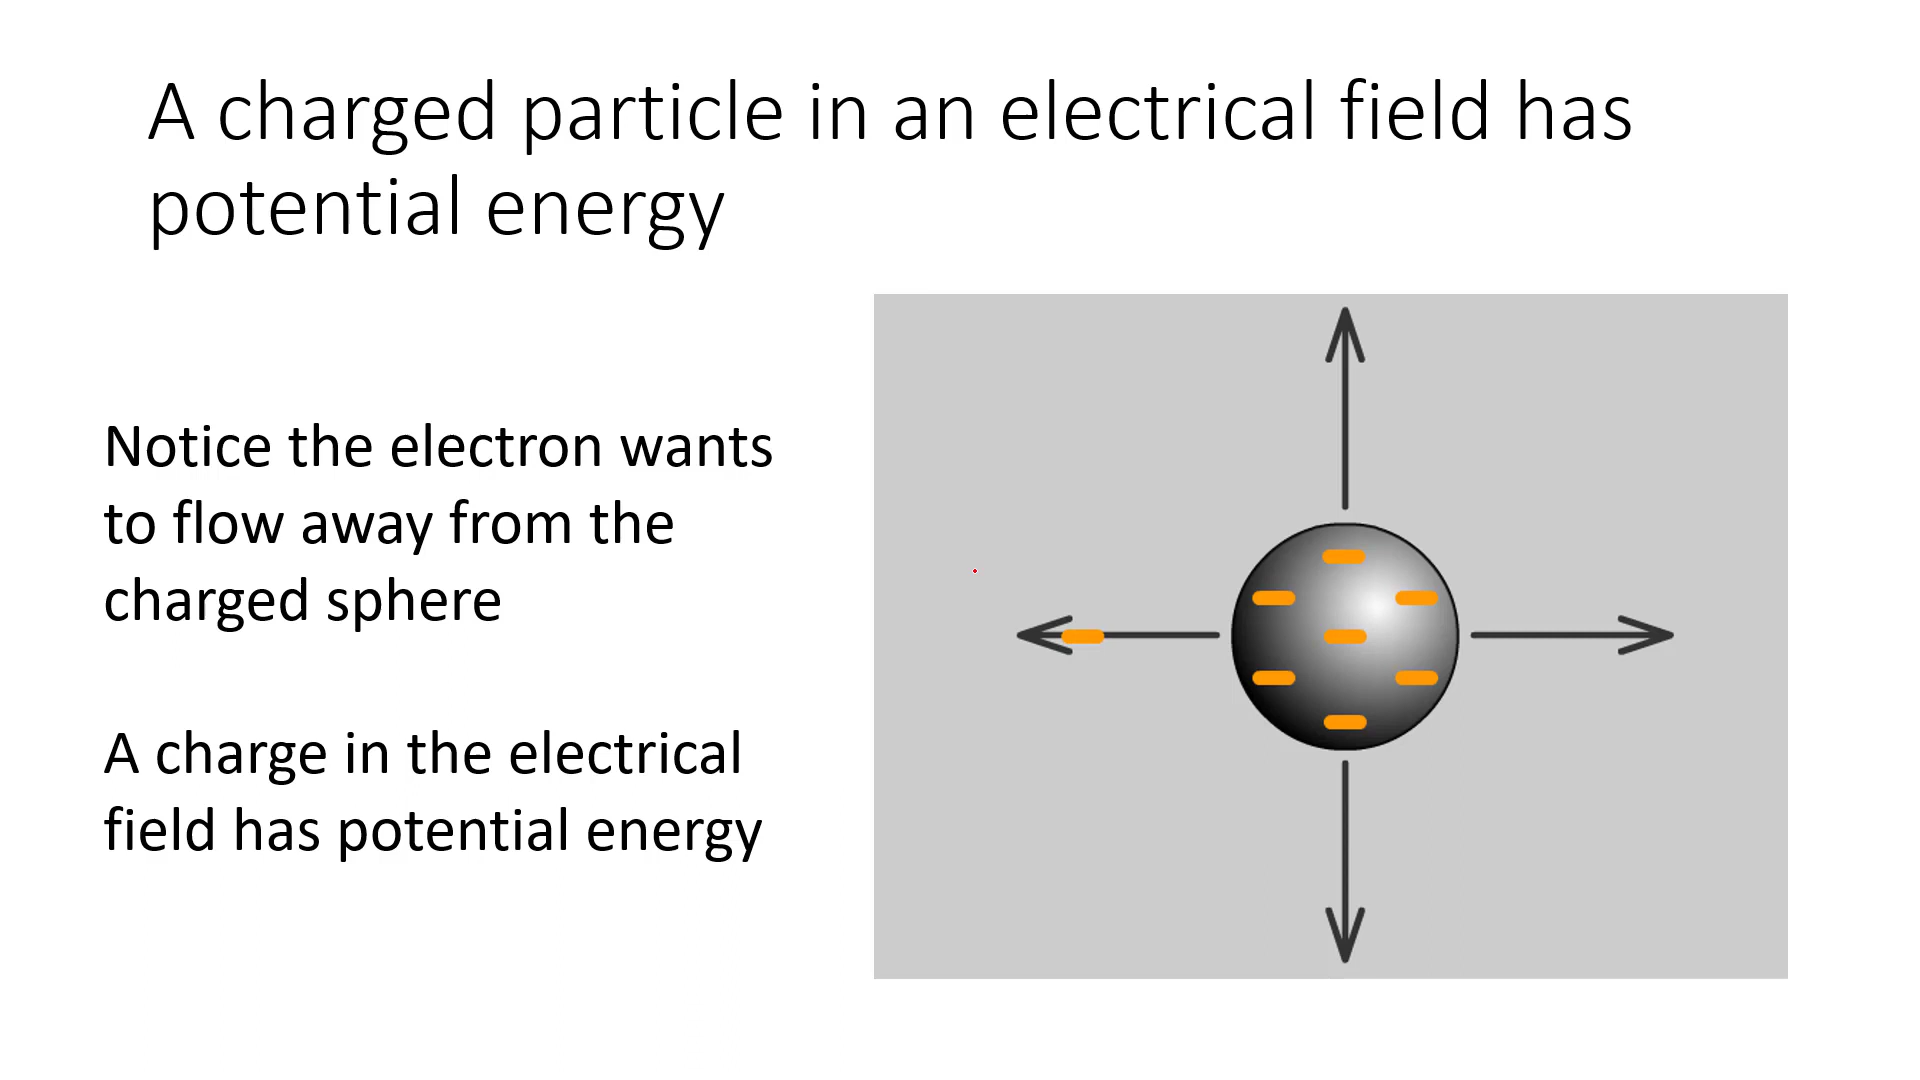 A charged particle in an electrical field has
potential energy
Notice the electron wants
to flow away from the
charged sphere
A charge in the electrical
field has potential energy